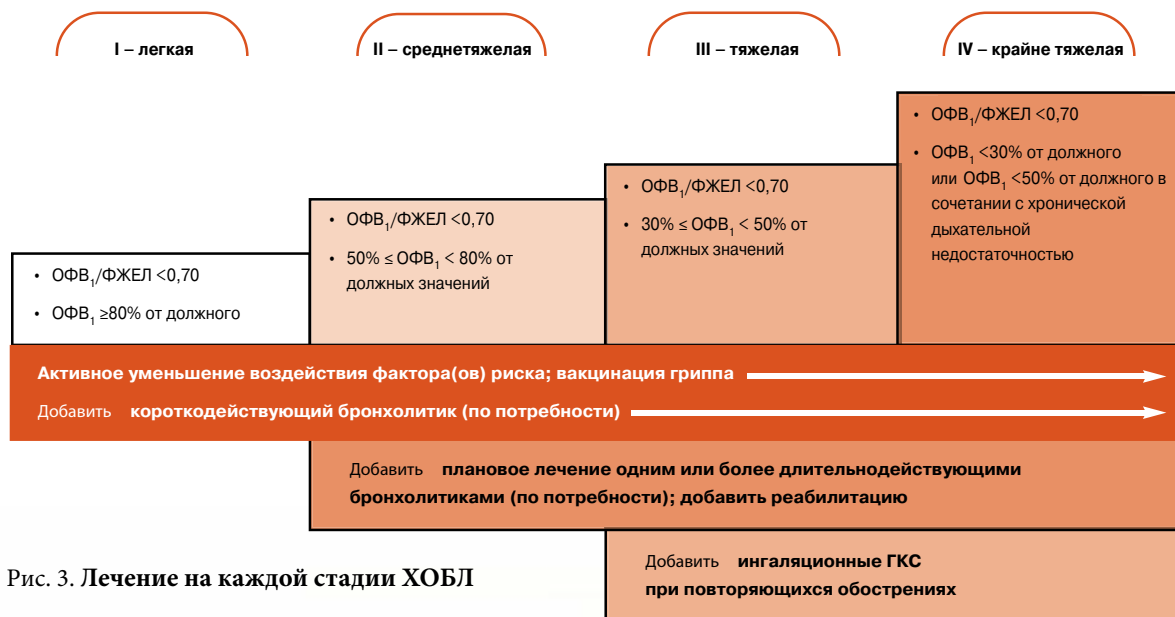 I – легкая
II – среднетяжелая
III – тяжелая
IV – крайне тяжелая
• ОФВ₁/ФЖЕЛ <0,70
• ОФВ₁ ≥80% от должного
• ОФВ₁/ФЖЕЛ <0,70
• 50% ≤ ОФВ₁ < 80% от
должных значений
• ОФВ₁/ФЖЕЛ <0,70
• 30% ≤ ОФВ₁ < 50% от
должных значений
• ОФВ₁/ФЖЕЛ <0,70
• ОФВ₁ <30% от должного
или ОФВ₁ <50% от должного в
сочетании с хронической
дыхательной
недостаточностью
Активное уменьшение воздействия фактора(ов) риска; вакцинация гриппа
Добавить короткодействующий бронхолитик (по потребности)
Добавить плановое лечение одним или более длительнодействующими
бронхолитиками (по потребности); добавить реабилитацию
Добавить ингаляционные ГКС
при повторяющихся обострениях
Рис. 3. Лечение на каждой стадии ХОБЛ